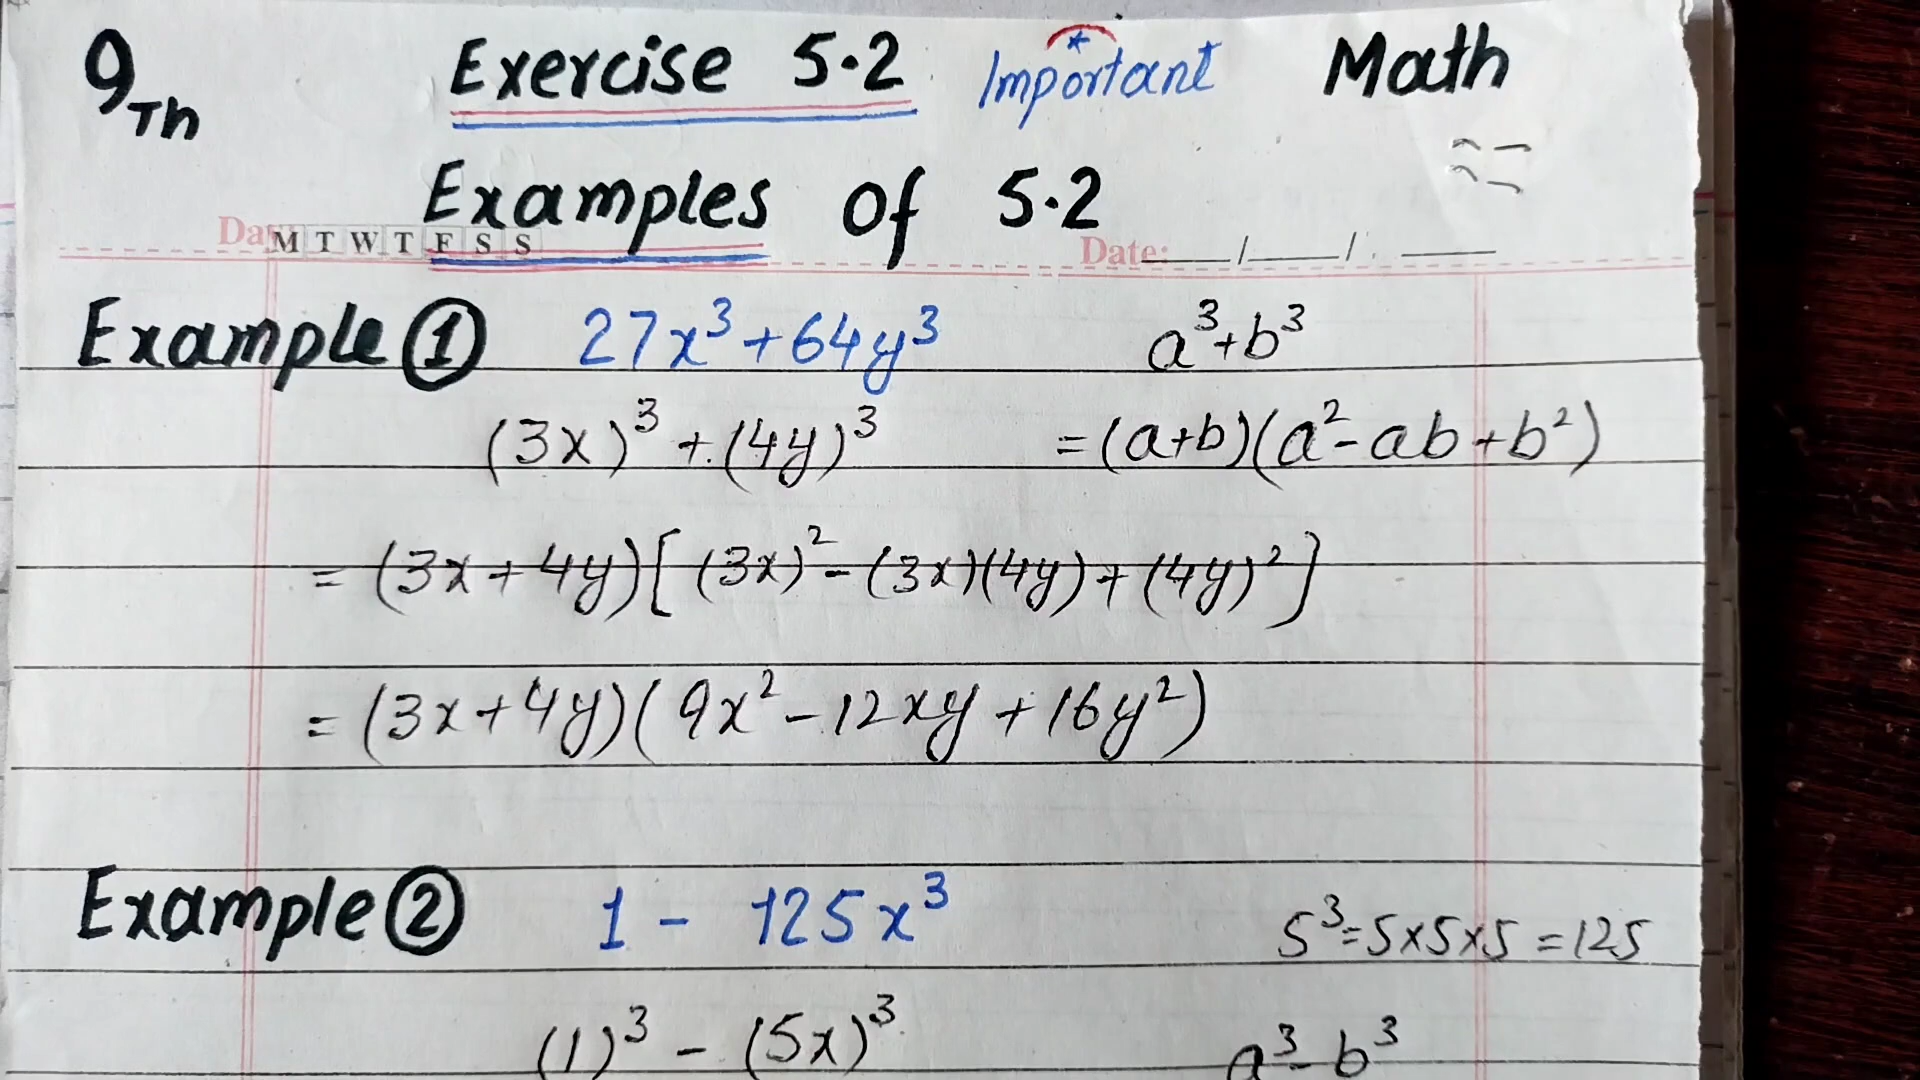 9Th Exercise 5.2 Important Math
Examples of 5.2
Da M T W T F S S Date: / /
Example ① 27x³ + 64y³ a³+b³
(3x)³ + (4y)³ = (a+b)(a²-ab+b²)
= (3x+4y)[(3x)²-(3x)(4y)+(4y)²]
= (3x+4y)(9x²-12xy+16y²)
Example ② 1 - 125x³ 5³=5×5×5=125
(1)³ - (5x)³ a³-b³